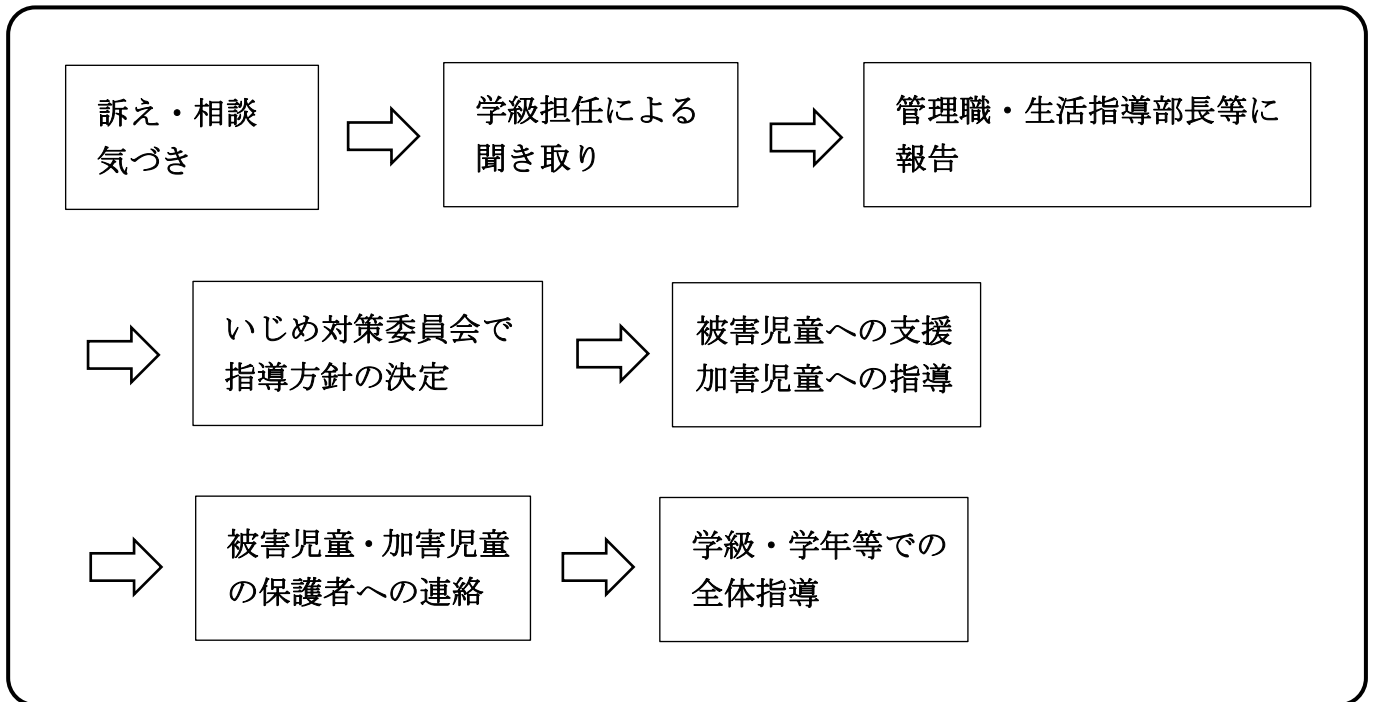 訴え・相談
気づき
学級担任による
聞き取り
管理職・生活指導部長等に
報告
いじめ対策委員会で
指導方針の決定
被害児童への支援
加害児童への指導
被害児童・加害児童
の保護者への連絡
学級・学年等での
全体指導